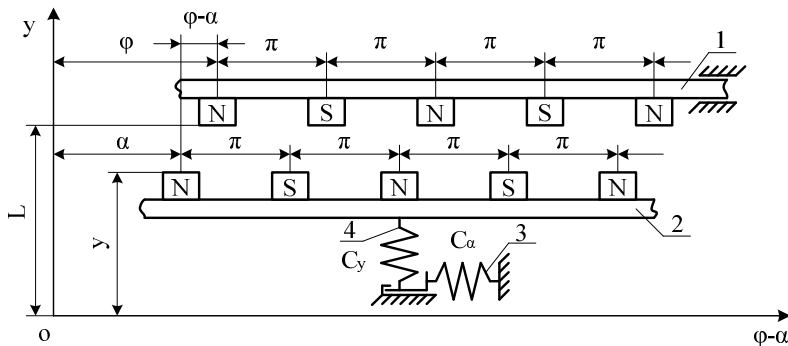 y
φ-α
φ π π π π 1
N S N S N
α π π π π
N S N S N
L
y
2
4 3
Cy Cα
o φ-α